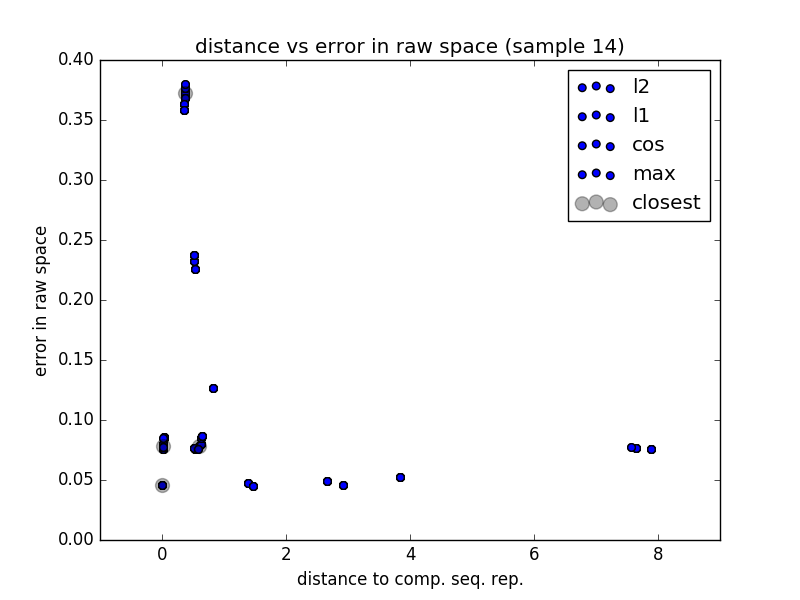 distance vs error in raw space (sample 14)
0.40
0.35
0.30
0.25
0.20
0.15
0.10
0.05
0.00
error in raw space
l2
l1
cos
max
closest
0
2
4
6
8
distance to comp. seq. rep.